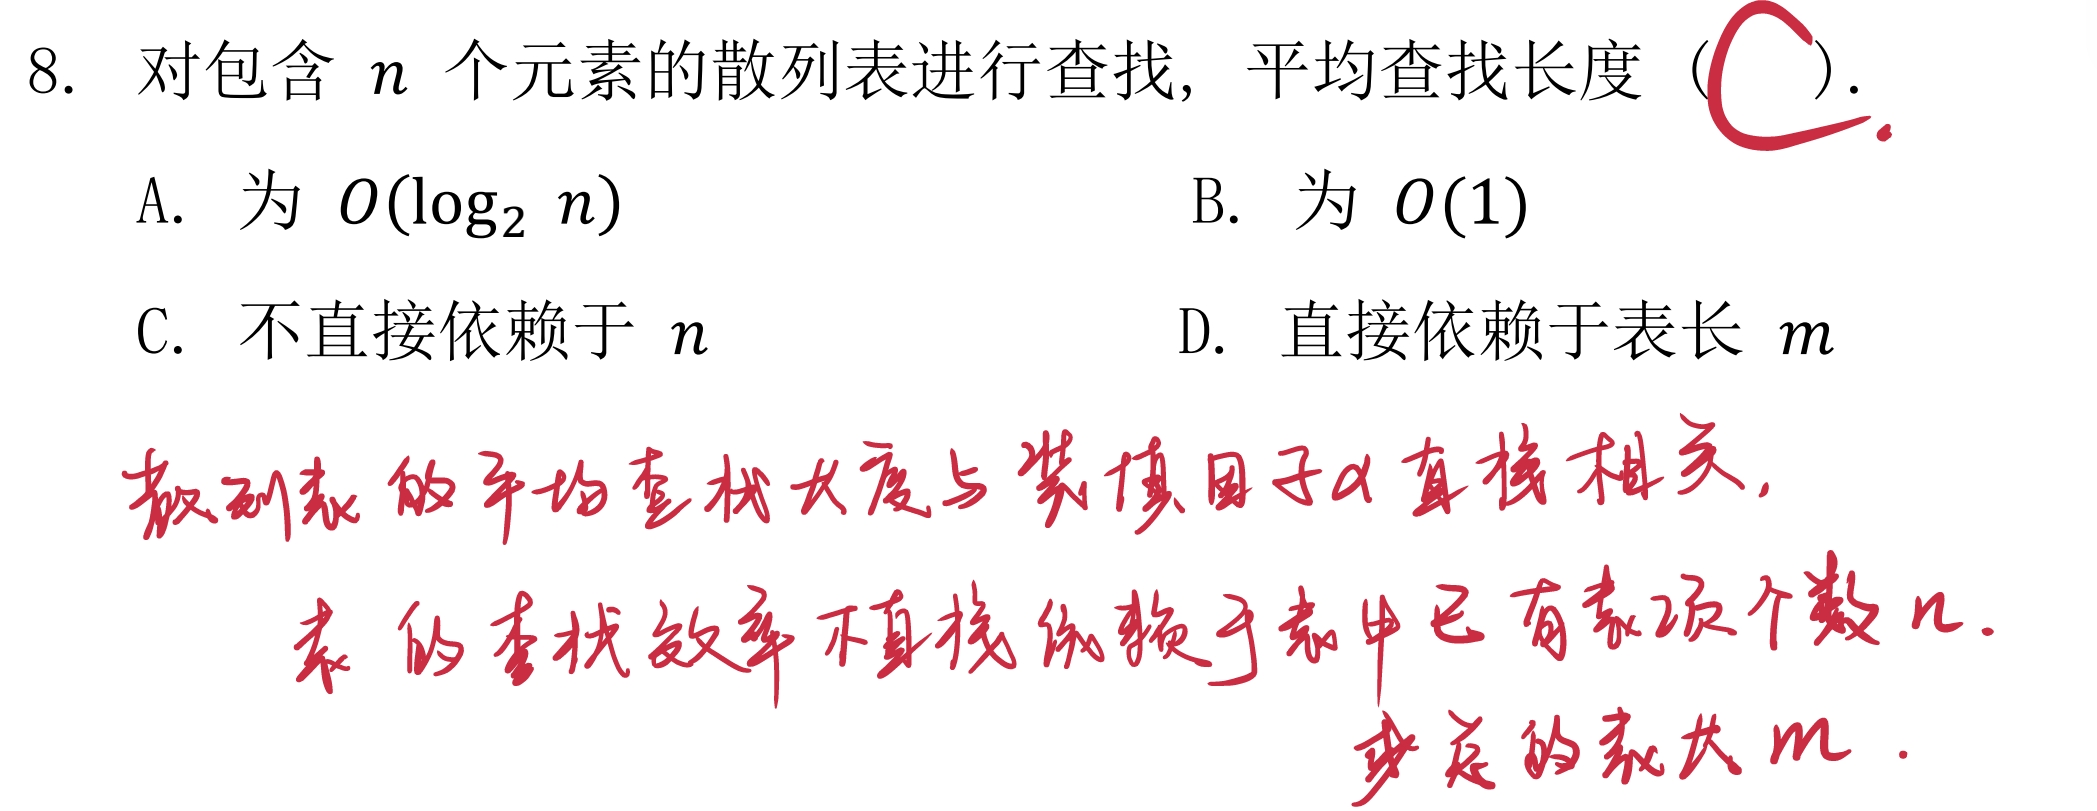 8. 对包含 n 个元素的散列表进行查找，平均查找长度（C）.
A. 为 O(log₂ n) B. 为 O(1)
C. 不直接依赖于 n D. 直接依赖于表长 m
散列表的平均查找长度与装填因子α直接相关,
表的查找效率不直接依赖于表中已有表项个数 n.
或总的表长 m.